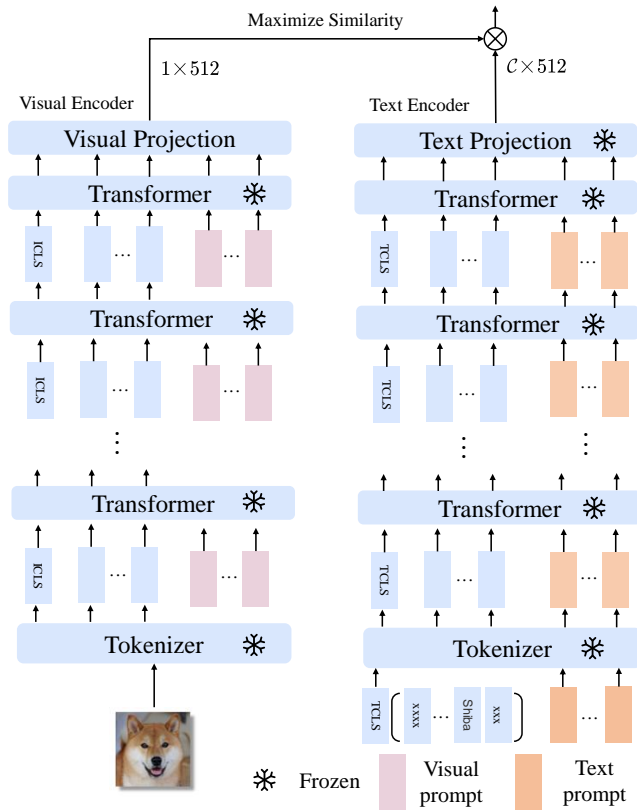 Maximize Similarity
1×512
C×512
Visual Encoder
Text Encoder
Visual Projection
Text Projection
Transformer
Transformer
ICLS
...
...
TCLS
...
...
Transformer
Transformer
ICLS
...
...
TCLS
...
...
Transformer
Transformer
ICLS
...
...
TCLS
...
...
Tokenizer
Tokenizer
TCLS
xxxx
...
Shiba
xxx
...
Frozen
Visual
prompt
Text
prompt